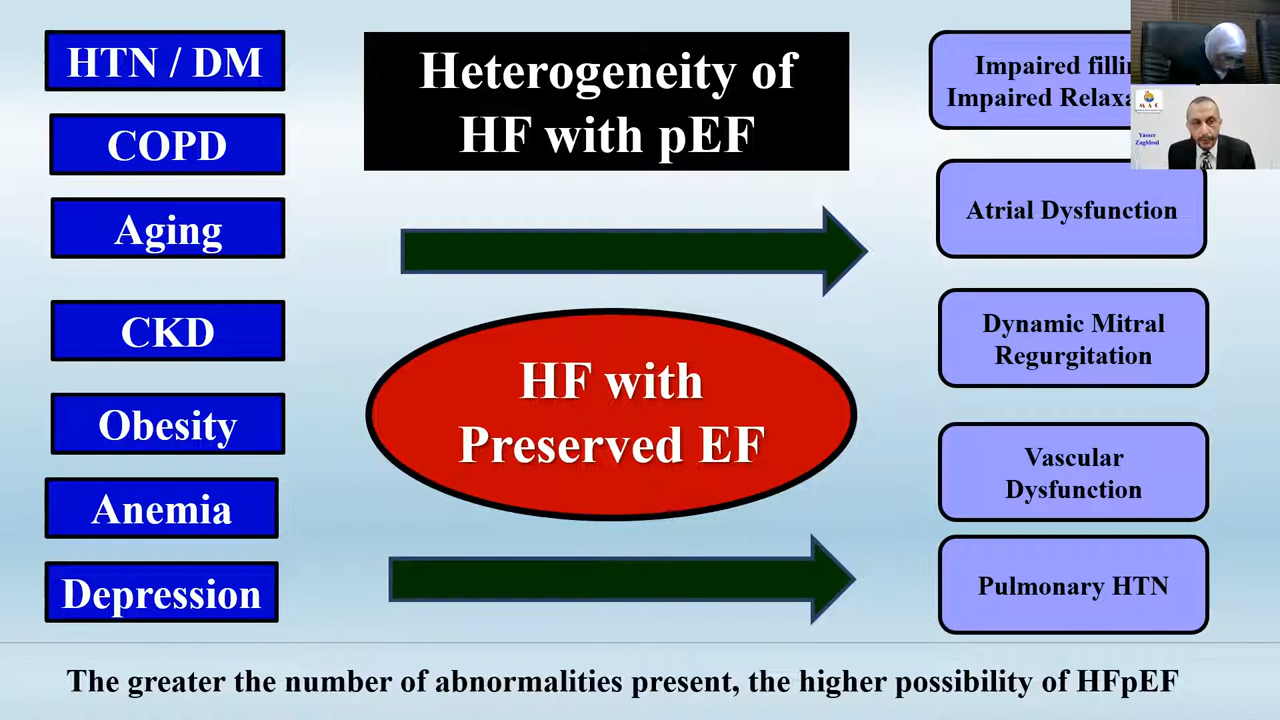 Heterogeneity of
HF with pEF
HTN / DM
COPD
Aging
CKD
Obesity
Anemia
Depression
HF with
Preserved EF
Impaired
Impaired
Atrial Dysfunction
Dynamic Mitral
Regurgitation
Vascular
Dysfunction
Pulmonary HTN
M A C
Yasser
Zaghloul
The greater the number of abnormalities present, the higher possibility of HFpEF